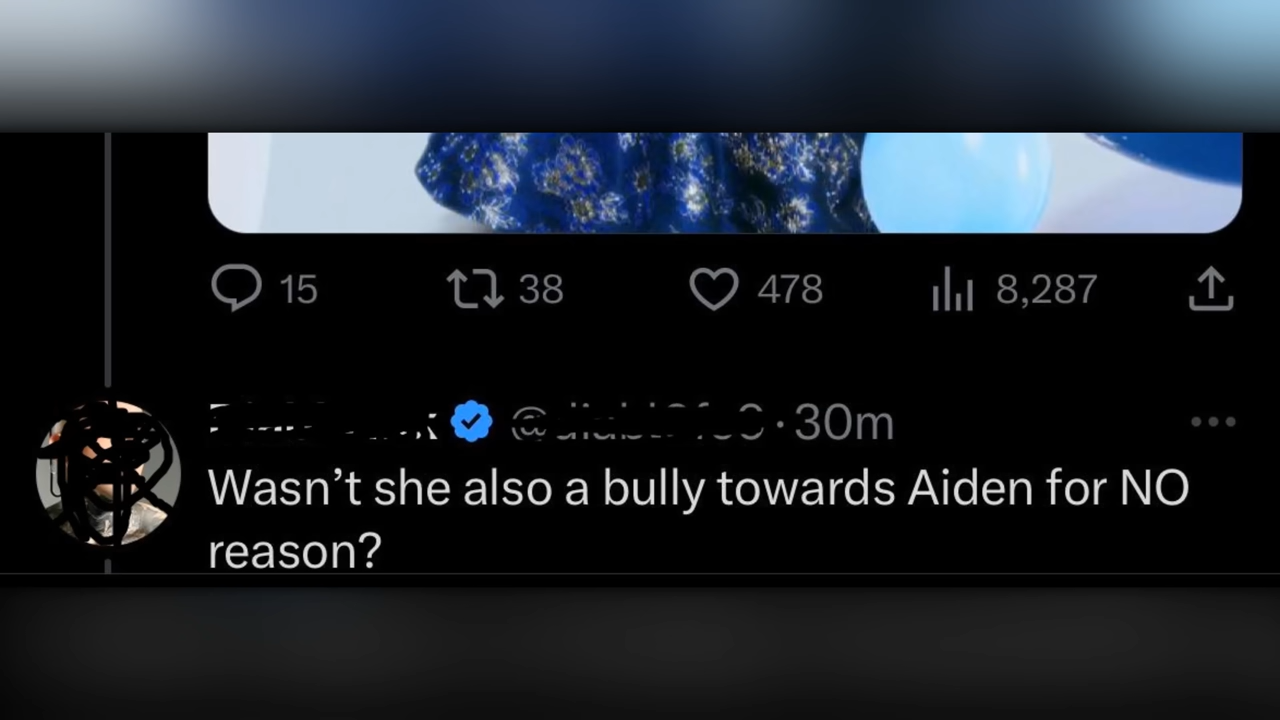 15 38 478 8,287
·30m
Wasn’t she also a bully towards Aiden for NO
reason?